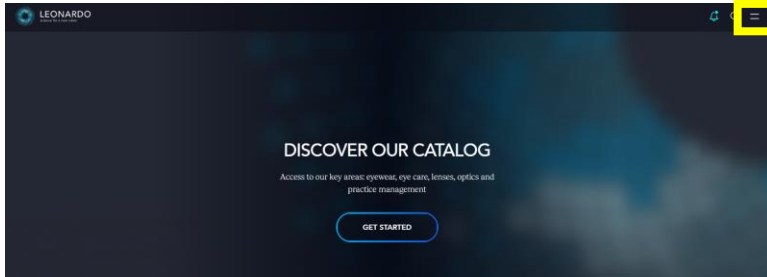 LEONARDO
DISCOVER OUR CATALOG
Access to our key areas: eyewear, eye care, lenses, optics and
practice management
GET STARTED